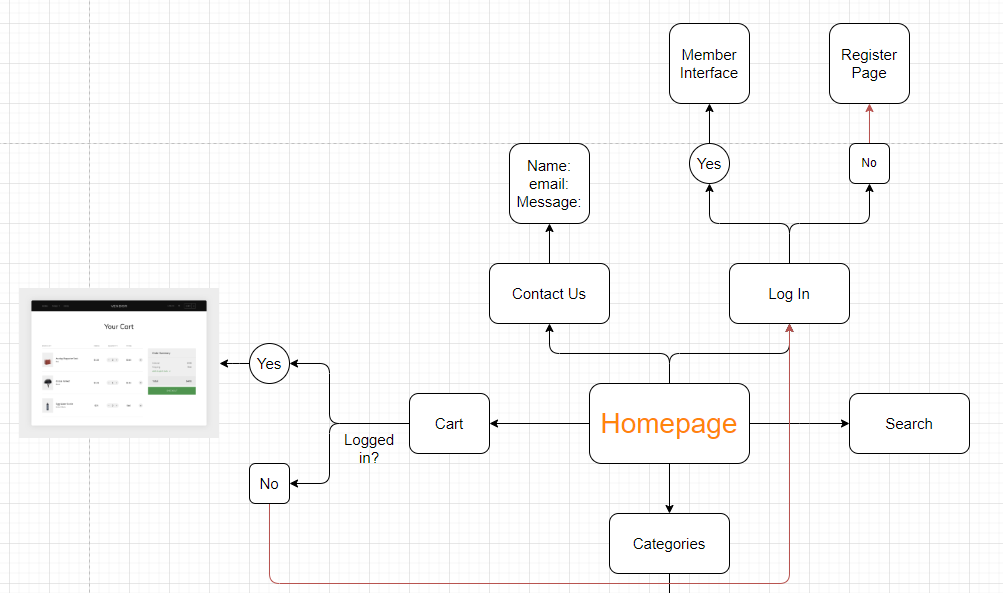 Member
Interface
Register
Page
Yes
No
Name:
email:
Message:
Contact Us
Log In
Your Cart
Yes
Homepage
Cart
Search
Logged
in?
No
Categories